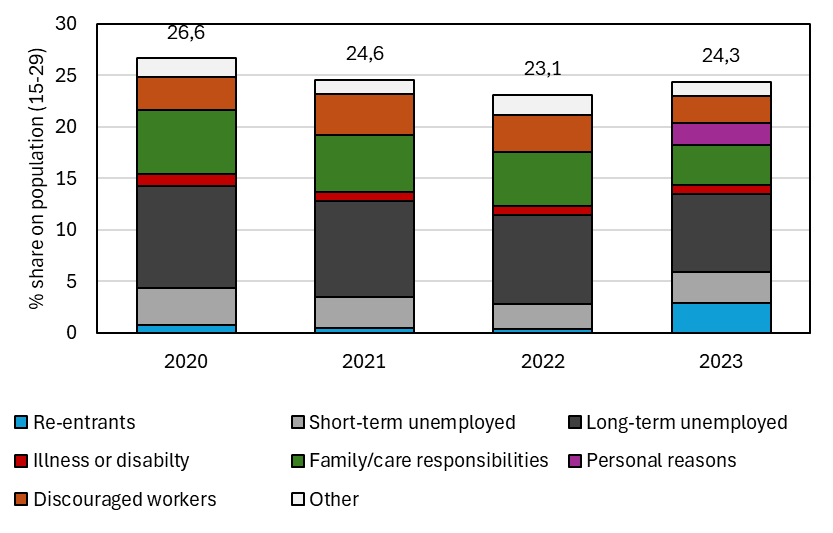 % share on population (15-29)
30
25
20
15
10
5
0
26,6
24,6
23,1
24,3
2020
2021
2022
2023
Re-entrants
Short-term unemployed
Long-term unemployed
Illness or disabilty
Family/care responsibilities
Personal reasons
Discouraged workers
Other